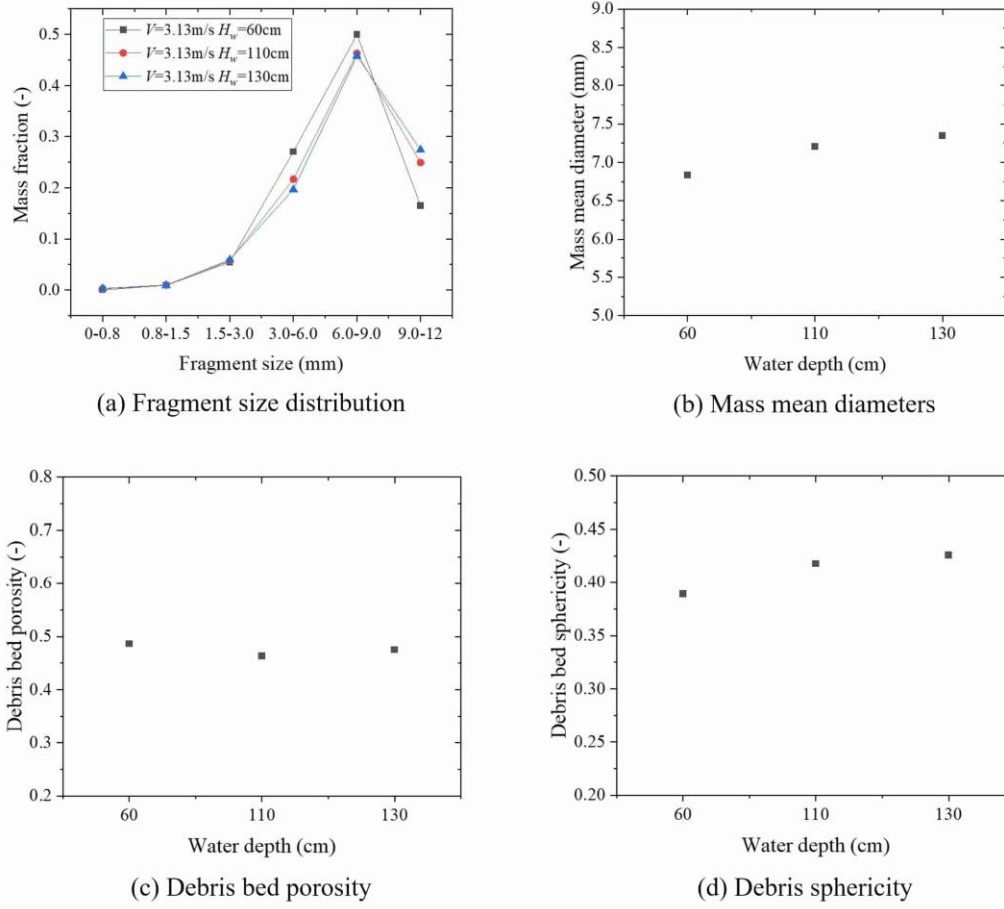 V=3.13m/s Hw=60cm
V=3.13m/s Hw=110cm
V=3.13m/s Hw=130cm
Mass fraction (-)
0.5
0.4
0.3
0.2
0.1
0.0
0-0.8 0.8-1.5 1.5-3.0 3.0-6.0 6.0-9.0 9.0-12
Fragment size (mm)
(a) Fragment size distribution
Mass mean diameter (mm)
9.0
8.5
8.0
7.5
7.0
6.5
6.0
5.5
5.0
60 110 130
Water depth (cm)
(b) Mass mean diameters
Debris bed porosity (-)
0.8
0.7
0.6
0.5
0.4
0.3
0.2
60 110 130
Water depth (cm)
(c) Debris bed porosity
Debris bed sphericity (-)
0.50
0.45
0.40
0.35
0.30
0.25
0.20
60 110 130
Water depth (cm)
(d) Debris sphericity